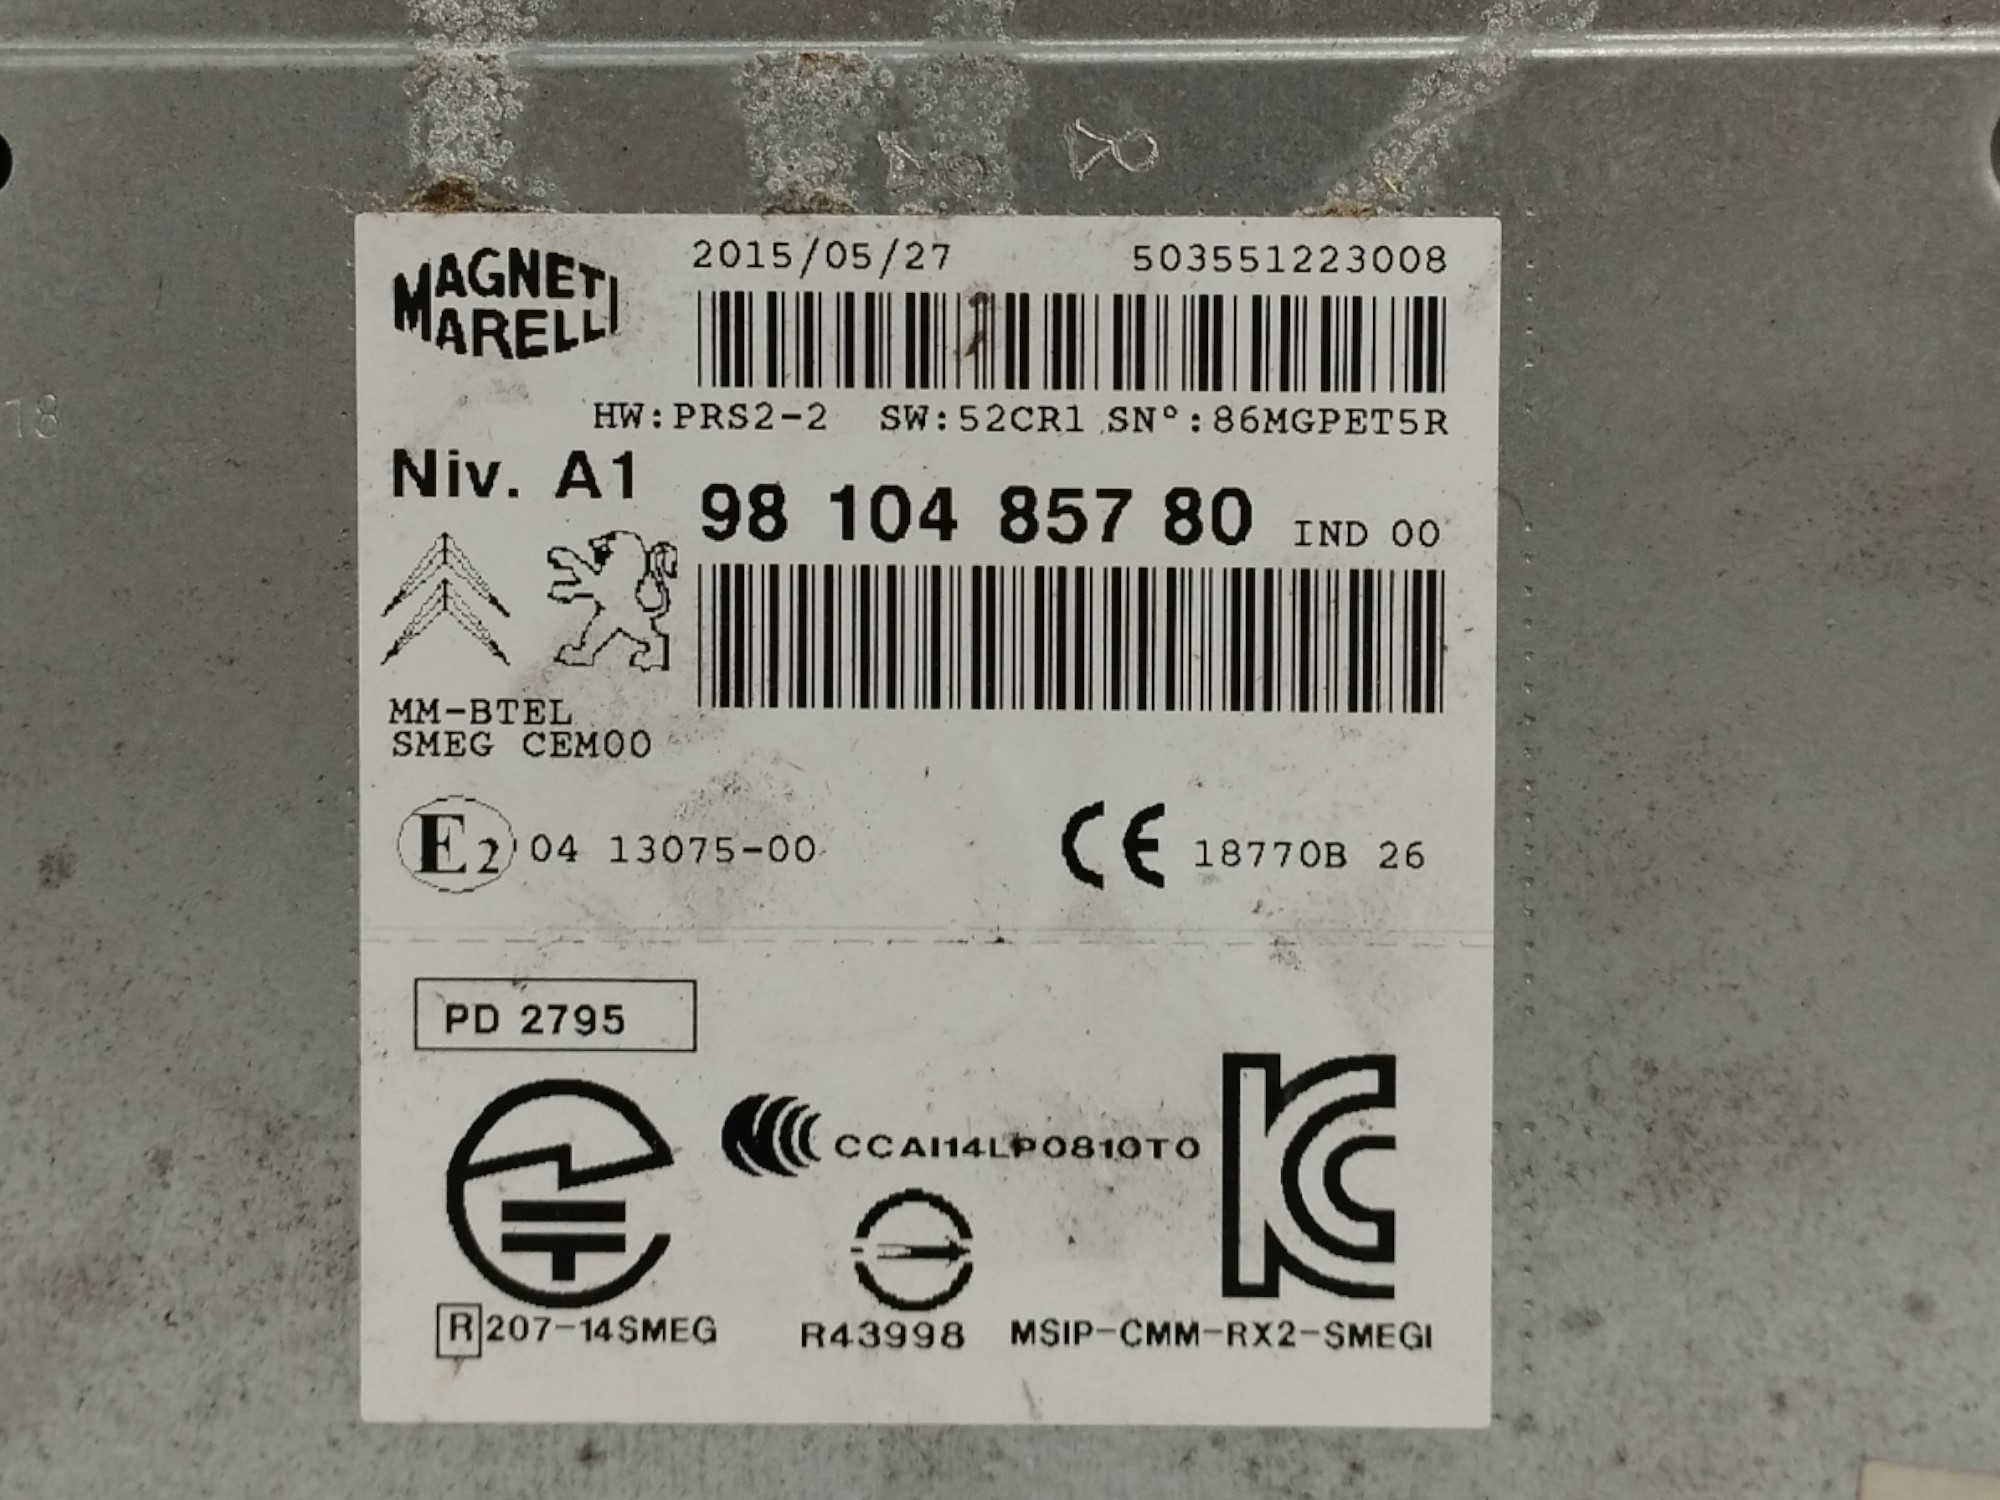 MAGNETI
MARELLI
2015/05/27 503551223008
HW:PRS2-2 SW:52CR1 SN°:86MGPET5R
Niv. A1
98 104 857 80 IND 00
MM-BTEL
SMEG CEM00
E2 04 13075-00
CE 18770B 26
PD 2795
CCAI14LP0810T0
KC
R 207-14SMEG
R43998
MSIP-CMM-RX2-SMEGI
18